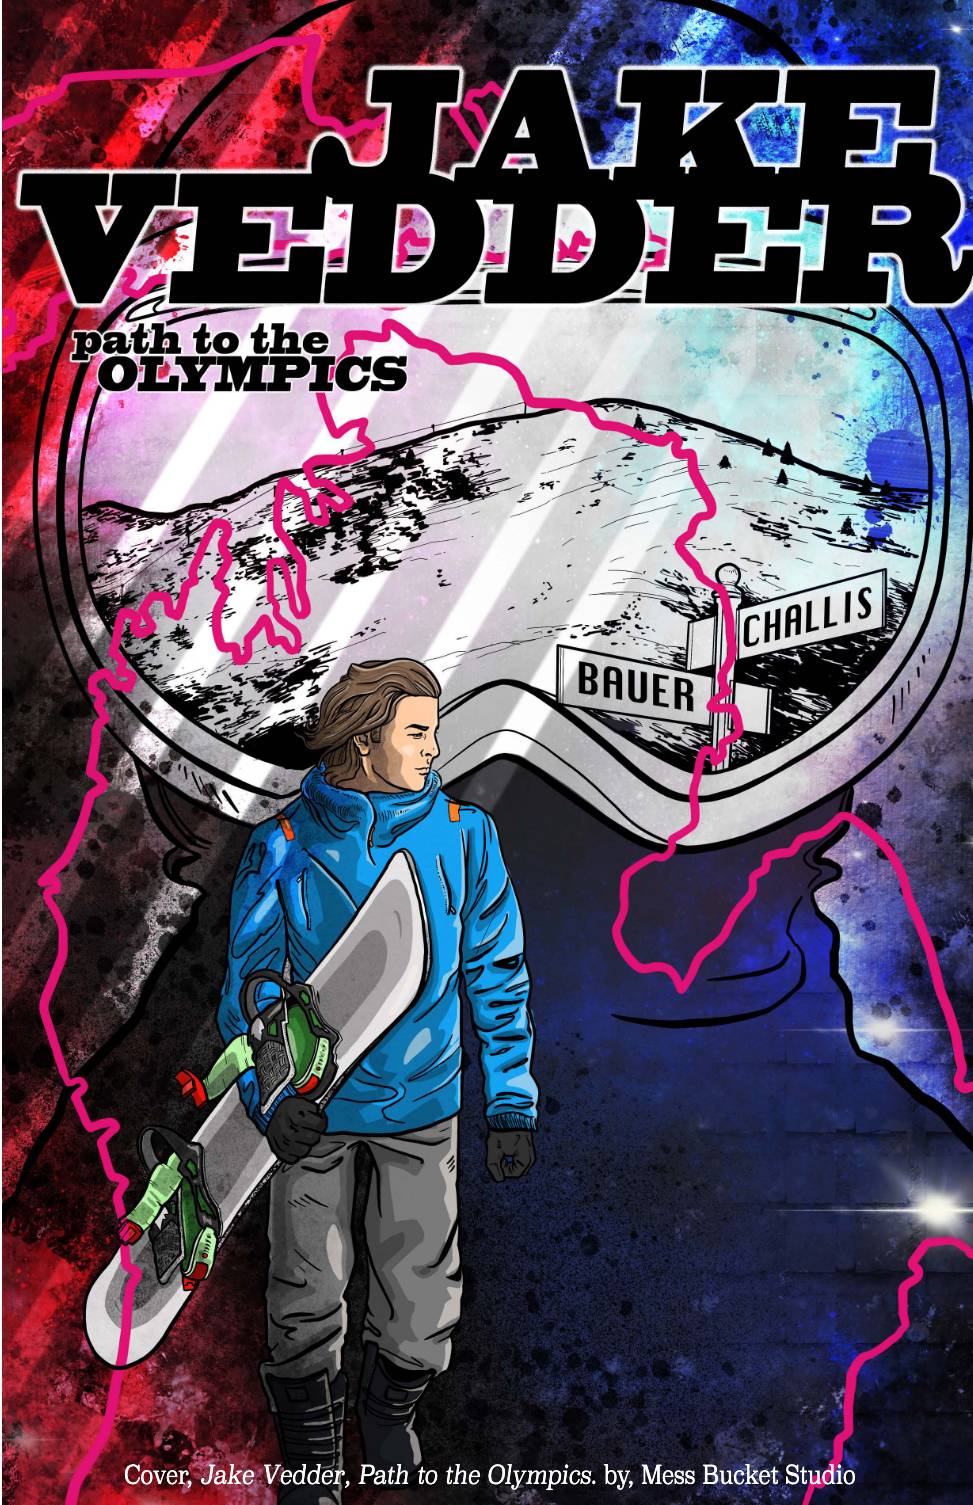 JAKE
VEDDER
path to the
OLYMPICS
CHALLIS
BAUER
Cover, Jake Vedder, Path to the Olympics. by, Mess Bucket Studio